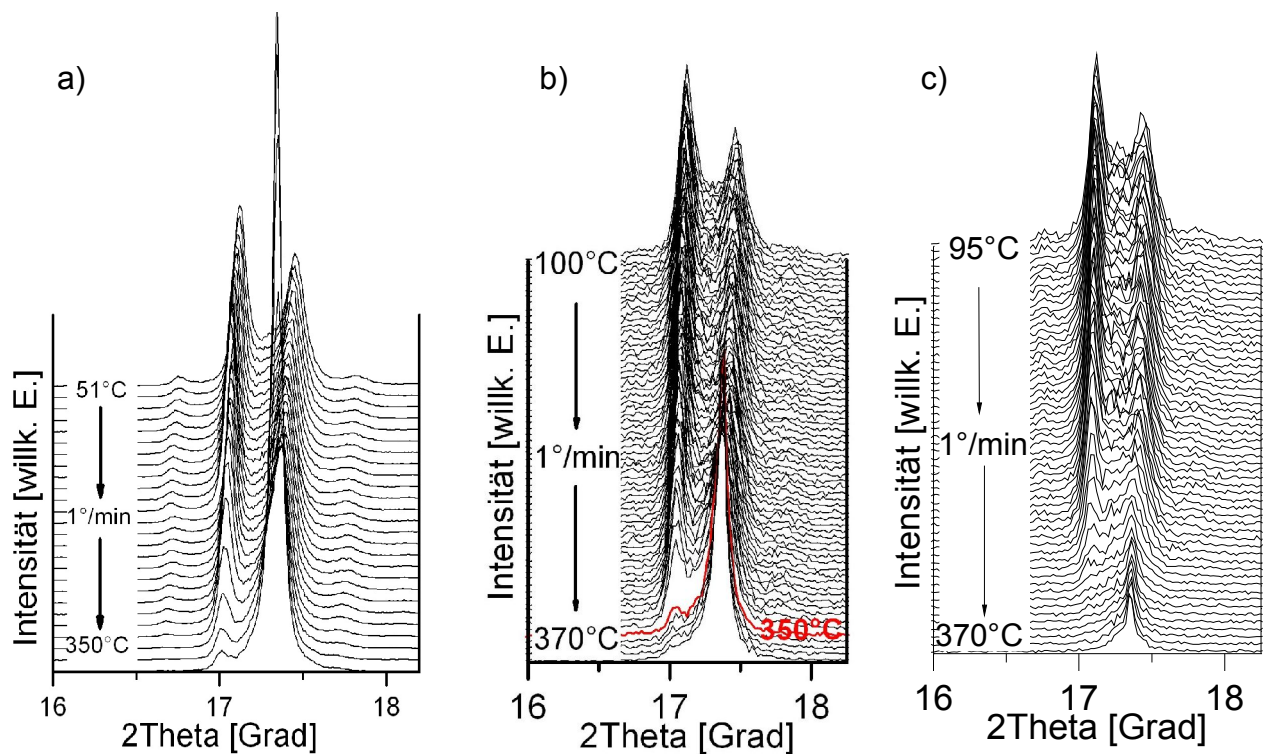 a)
Intensität [willk. E.]
51°C
1°/min
350°C
16
17
18
2Theta [Grad]
b)
Intensität [willk. E.]
100°C
1°/min
370°C
350°C
16
17
18
2Theta [Grad]
c)
Intensität [willk. E.]
95°C
1°/min
370°C
16
17
18
2Theta [Grad]